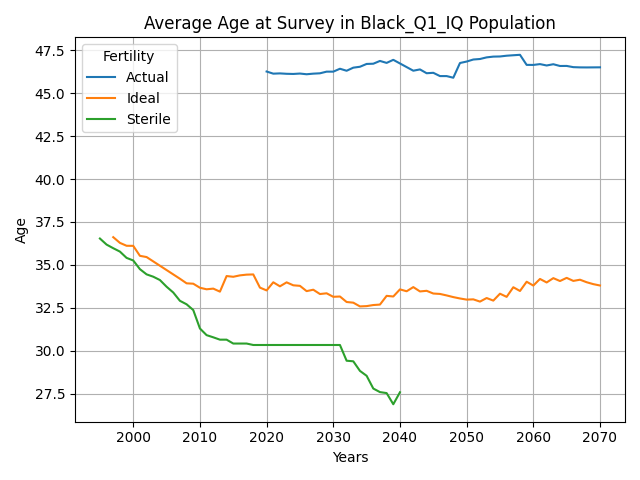 Average Age at Survey in Black_Q1_IQ Population
Fertility
Actual
Ideal
Sterile
Age
47.5
45.0
42.5
40.0
37.5
35.0
32.5
30.0
27.5
2000 2010 2020 2030 2040 2050 2060 2070
Years